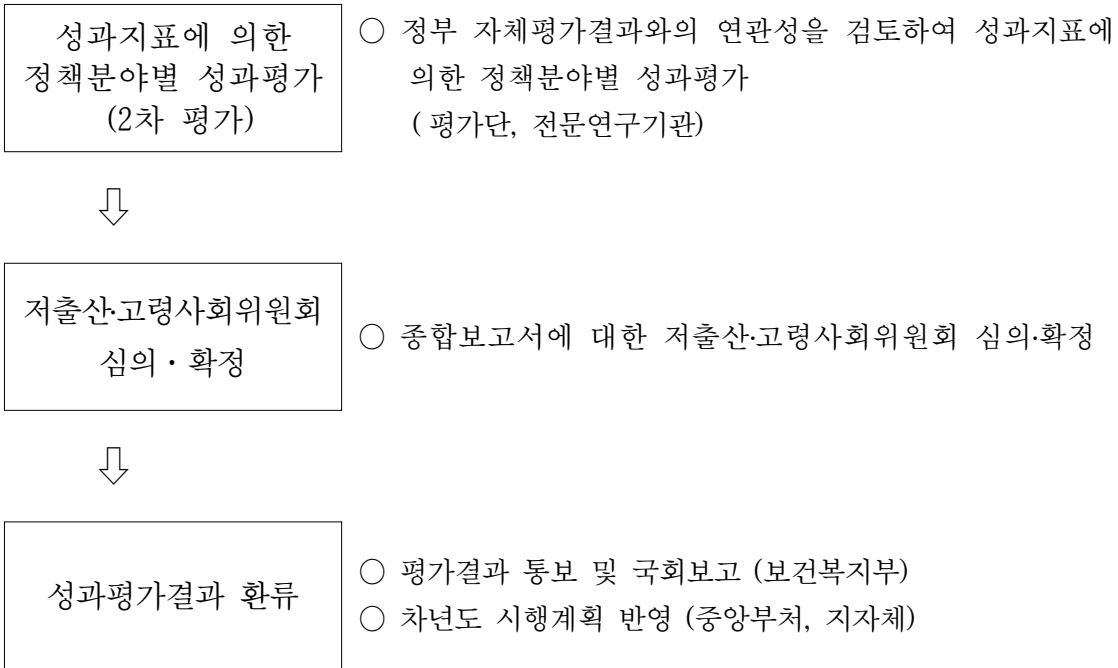 성과지표에 의한
정책분야별 성과평가
(2차 평가)
○ 정부 자체평가결과와의 연관성을 검토하여 성과지표에
의한 정책분야별 성과평가
( 평가단, 전문연구기관)
저출산·고령사회위원회
심의·확정
○ 종합보고서에 대한 저출산·고령사회위원회 심의·확정
성과평가결과 환류
○ 평가결과 통보 및 국회보고 (보건복지부)
○ 차년도 시행계획 반영 (중앙부처, 지자체)